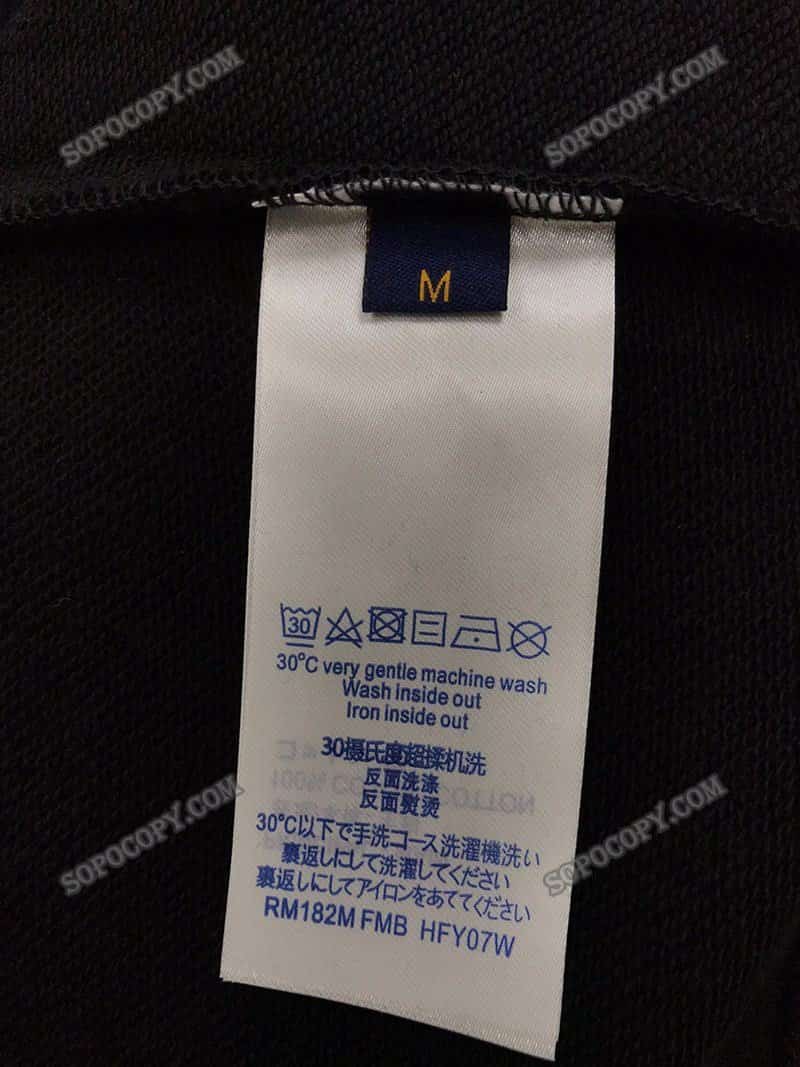 SOPOCOPY.COM
SOPOCOPY.COM
M
30
30°C very gentle machine wash
Wash inside out
Iron inside out
30摄氏度超揉机洗
反面洗涤
反面熨烫
30°C以下で手洗コース洗濯機洗い
裏返しにして洗濯してください
裏返しにしてアイロンをあててください
RM182M FMB HFY07W
SOPOCOPY.COM
SOPOCOPY.COM